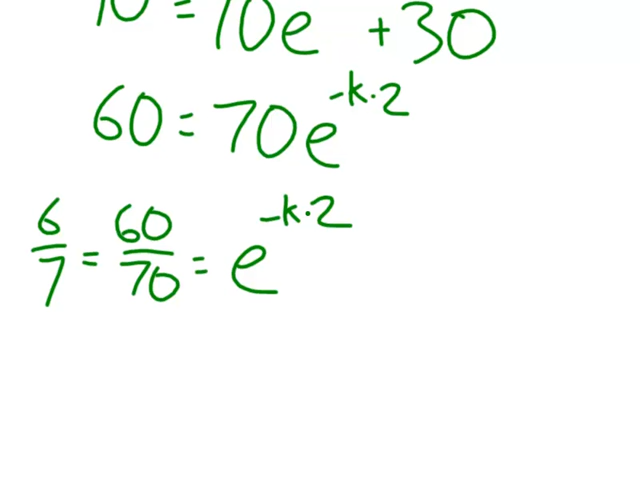 = 70e + 30
60 = 70e^{-k·2}
6/7 = 60/70 = e^{-k·2}